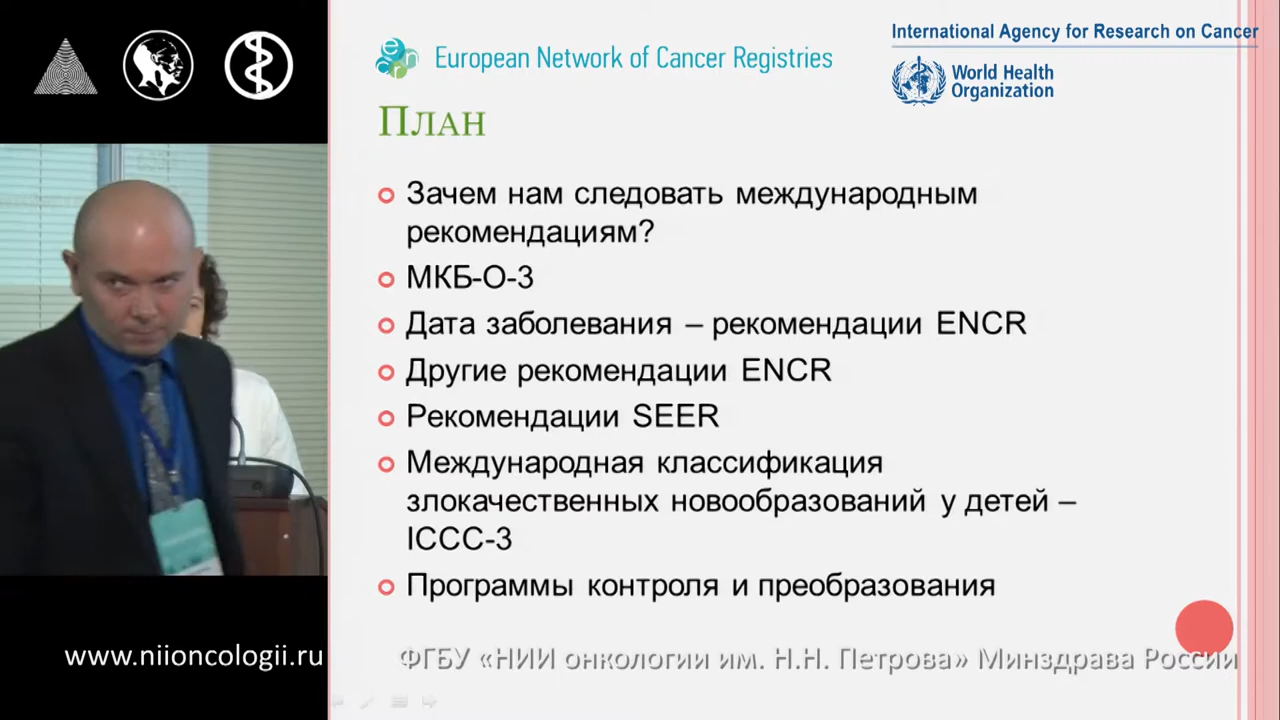 European Network of Cancer Registries
International Agency for Research on Cancer
World Health
Organization
План
Зачем нам следовать международным
рекомендациям?
МКБ-О-3
Дата заболевания – рекомендации ENCR
Другие рекомендации ENCR
Рекомендации SEER
Международная классификация
злокачественных новообразований у детей –
ICCC-3
Программы контроля и преобразования
www.niioncologii.ru
ФГБУ «НИИ онкологии им. Н.Н. Петрова» Минздрава России